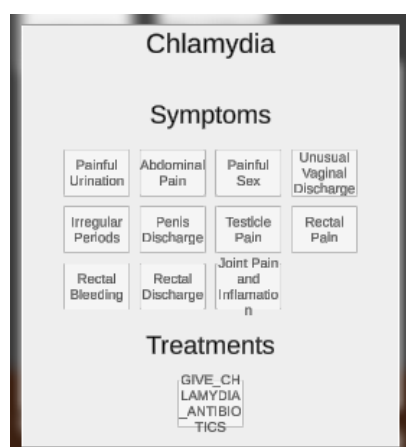 Chlamydia
Symptoms
Painful
Urination
Abdominal
Pain
Painful
Sex
Unusual
Vaginal
Discharge
Irregular
Periods
Penis
Discharge
Testicle
Pain
Rectal
Pain
Rectal
Bleeding
Rectal
Discharge
Joint Pain
and
Inflamatio
n
Treatments
GIVE_CH
LAMYDIA
_ANTIBIO
TICS